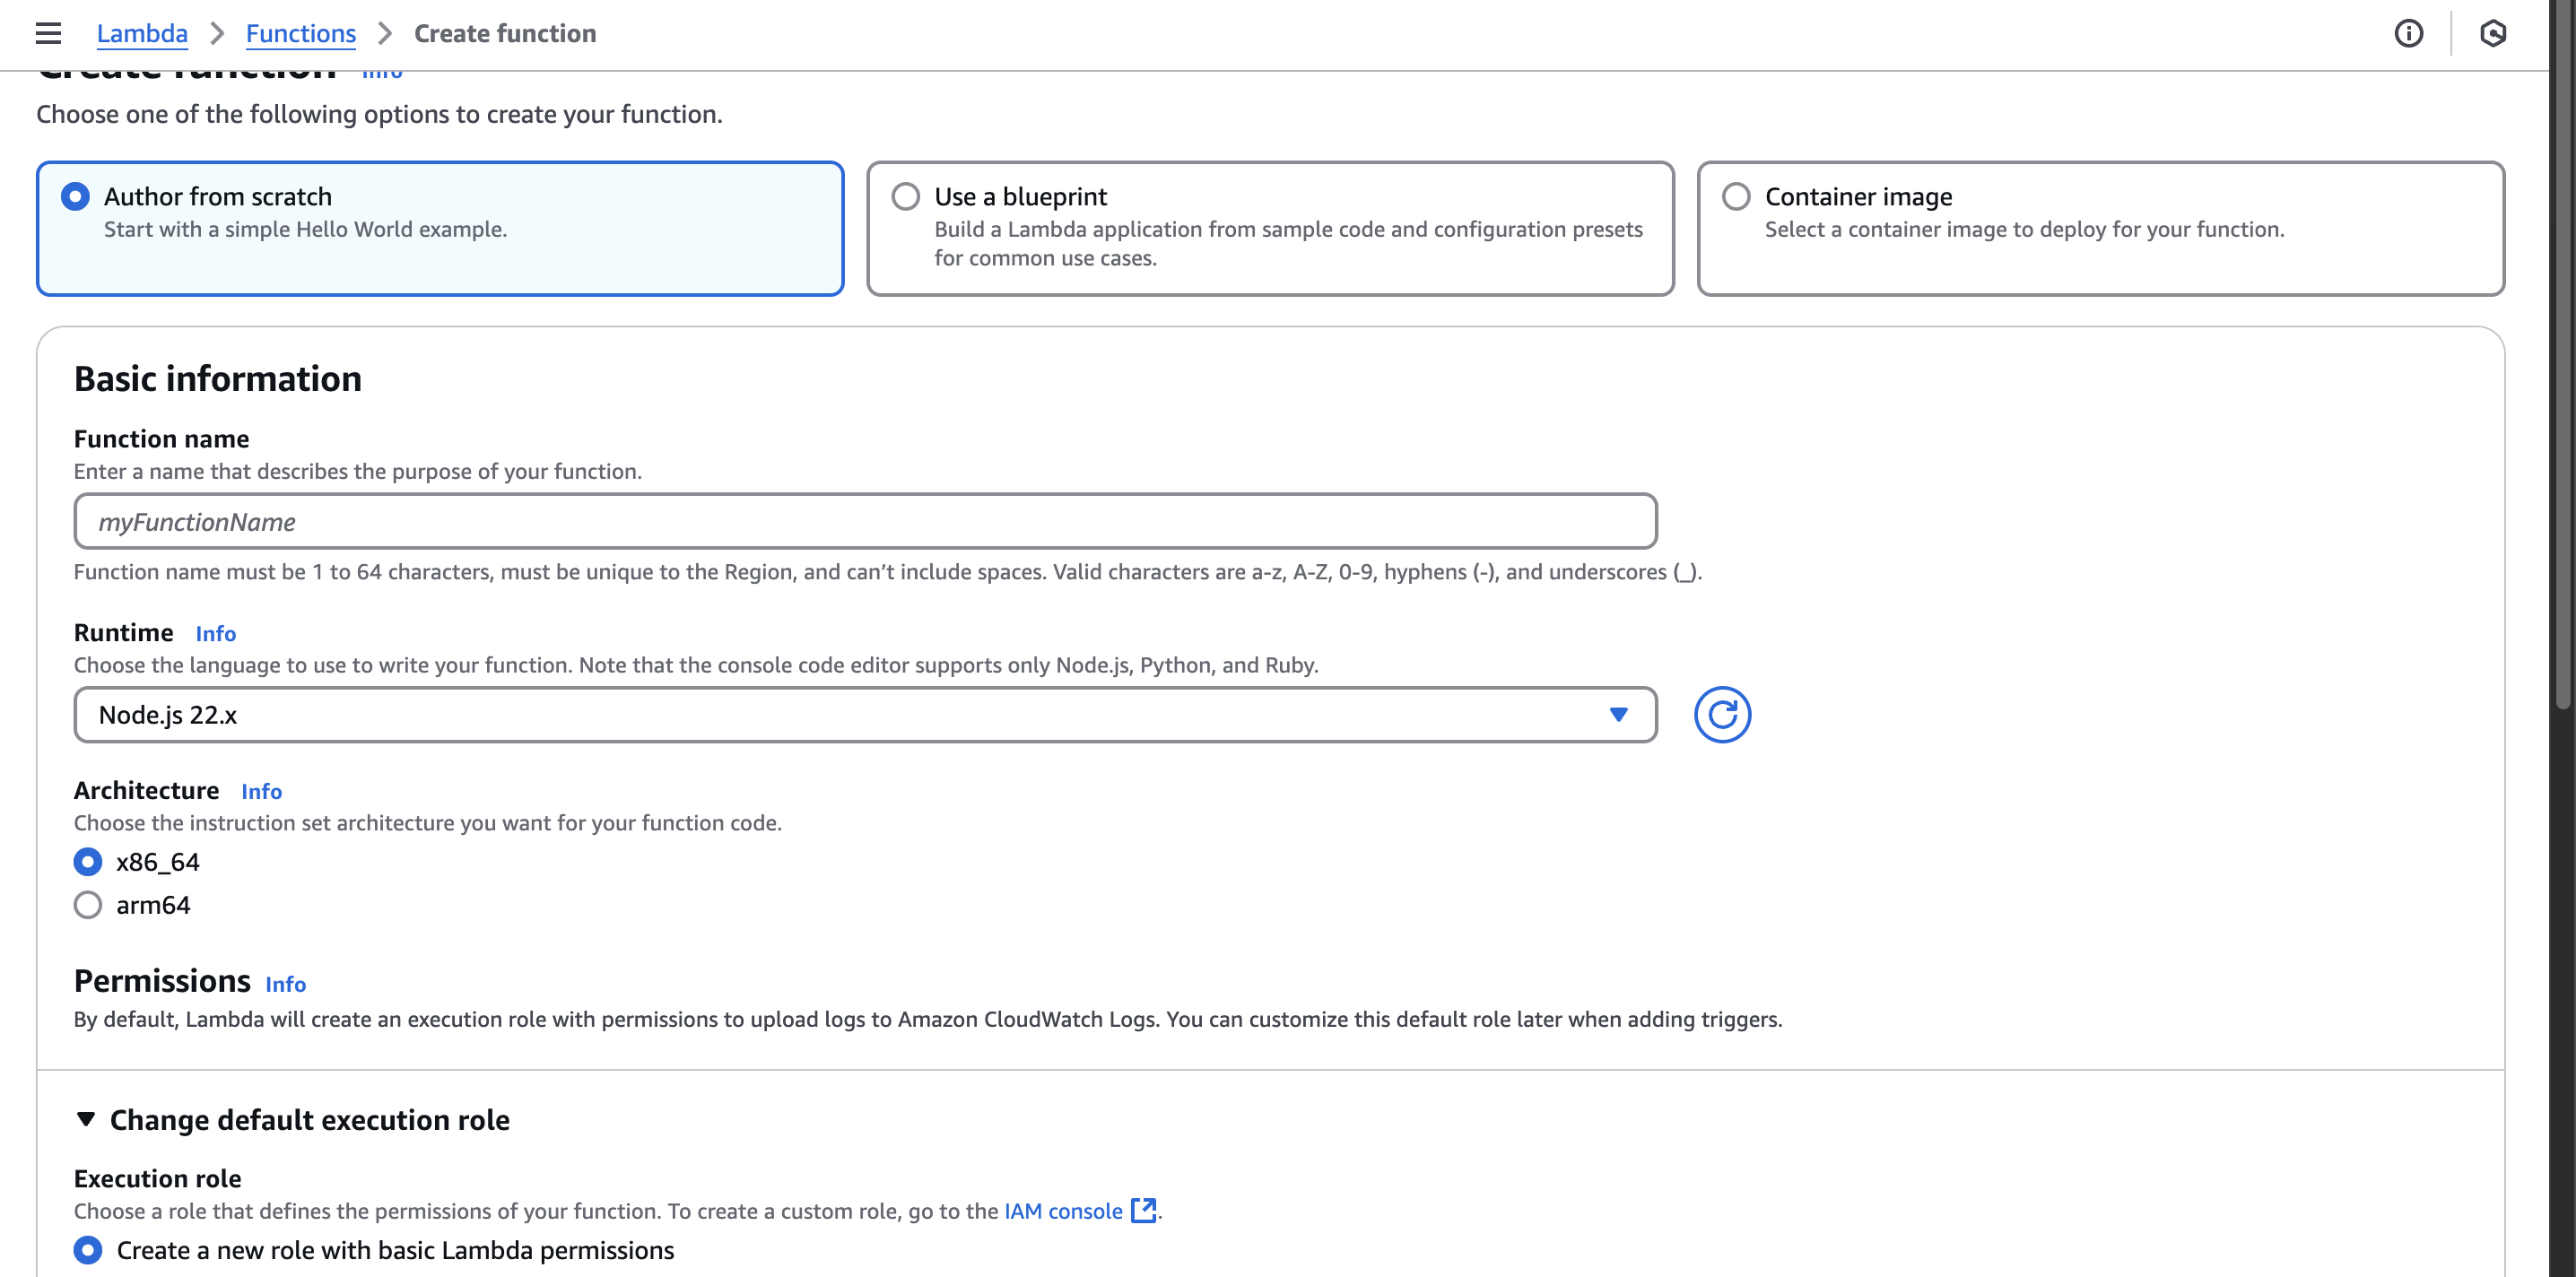 Lambda > Functions > Create function
Create function Info
Choose one of the following options to create your function.
Author from scratch
Start with a simple Hello World example.
Use a blueprint
Build a Lambda application from sample code and configuration presets
for common use cases.
Container image
Select a container image to deploy for your function.
Basic information
Function name
Enter a name that describes the purpose of your function.
myFunctionName
Function name must be 1 to 64 characters, must be unique to the Region, and can’t include spaces. Valid characters are a-z, A-Z, 0-9, hyphens (-), and underscores (_).
Runtime Info
Choose the language to use to write your function. Note that the console code editor supports only Node.js, Python, and Ruby.
Node.js 22.x
Architecture Info
Choose the instruction set architecture you want for your function code.
x86_64
arm64
Permissions Info
By default, Lambda will create an execution role with permissions to upload logs to Amazon CloudWatch Logs. You can customize this default role later when adding triggers.
Change default execution role
Execution role
Choose a role that defines the permissions of your function. To create a custom role, go to the IAM console.
Create a new role with basic Lambda permissions